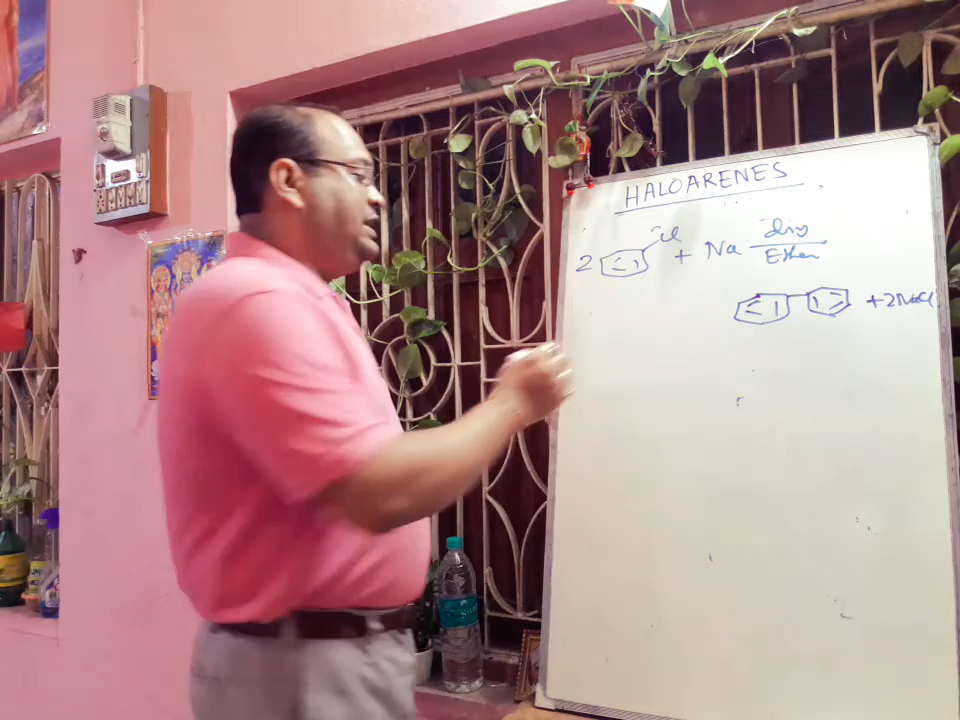 HALOARENES
2 Cl + Na dry
Ether
+ 2NaCl